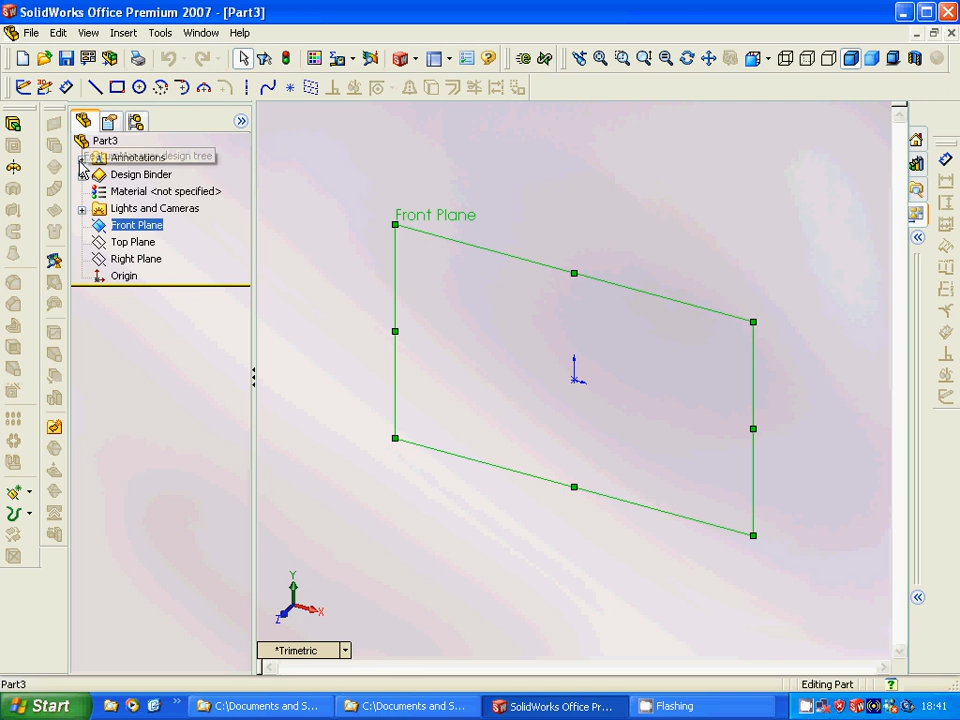 SolidWorks Office Premium 2007 - [Part3]
File Edit View Insert Tools Window Help
Part3
Annotations
Design Binder
Material <not specified>
Lights and Cameras
Front Plane
Top Plane
Right Plane
Origin
Front Plane
Y
X
Z
*Trimetric
Part3
Editing Part
Start
C:\Documents and S...
C:\Documents and S...
SolidWorks Office Pr...
Flashing
18:41